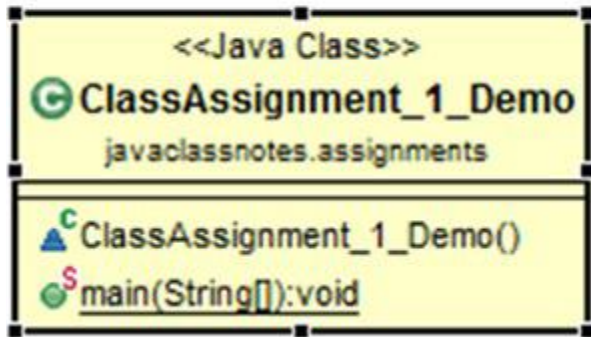 <<Java Class>>
C ClassAssignment_1_Demo
javaclassnotes.assignments
C ClassAssignment_1_Demo()
S main(String[]):void